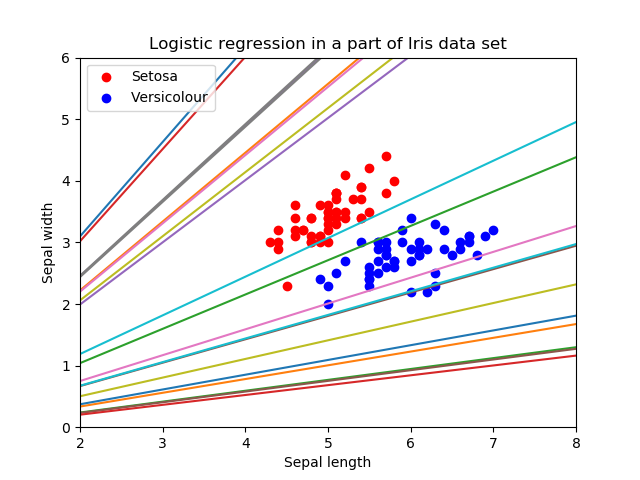 Logistic regression in a part of Iris data set
Setosa
Versicolour
Sepal width
6
5
4
3
2
1
0
2 3 4 5 6 7 8
Sepal length